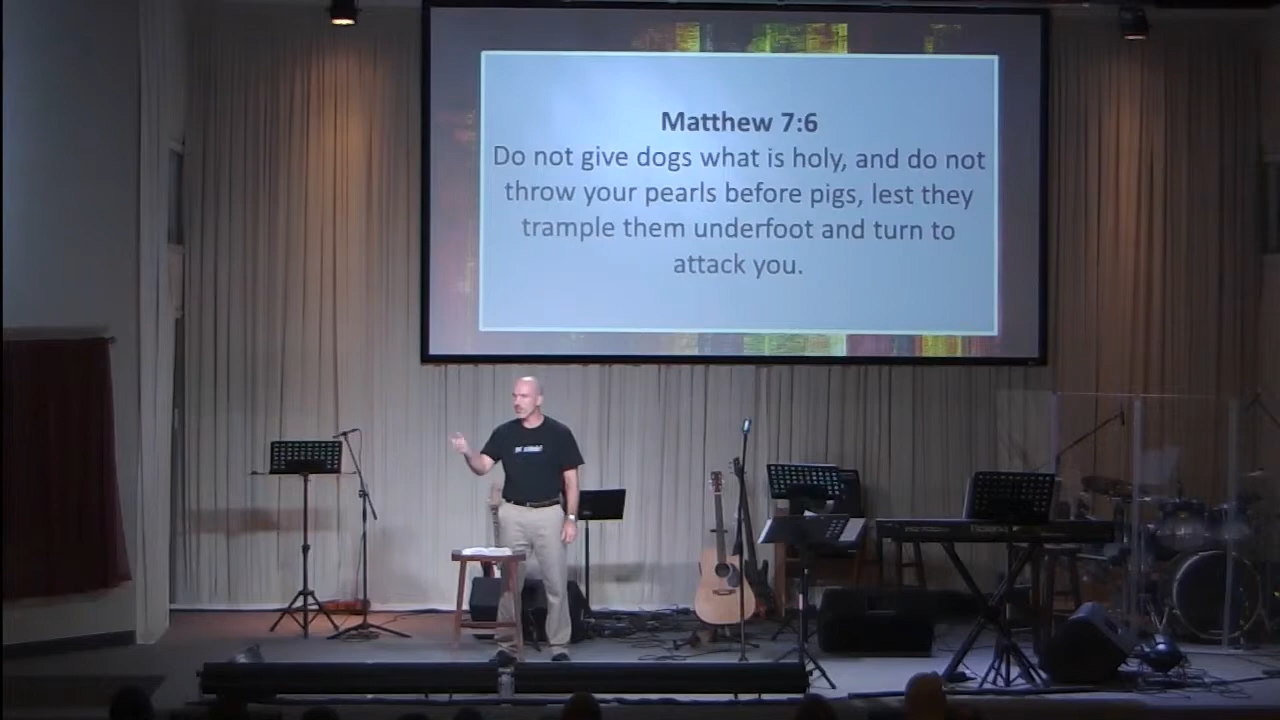 Matthew 7:6
Do not give dogs what is holy, and do not
throw your pearls before pigs, lest they
trample them underfoot and turn to
attack you.